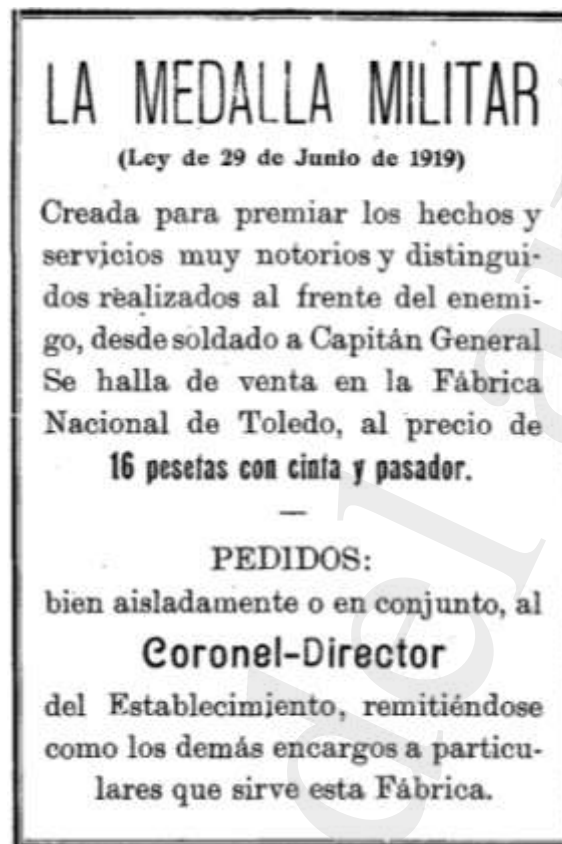 LA MEDALLA MILITAR
(Ley de 29 de Junio de 1919)
Creada para premiar los hechos y
servicios muy notorios y distingui-
dos realizados al frente del enemi-
go, desde soldado a Capitán General
Se halla de venta en la Fábrica
Nacional de Toledo, al precio de
16 pesetas con cinta y pasador.
—
PEDIDOS:
bien aisladamente o en conjunto, al
Coronel-Director
del Establecimiento, remitiéndose
como los demás encargos a particu-
lares que sirve esta Fábrica.